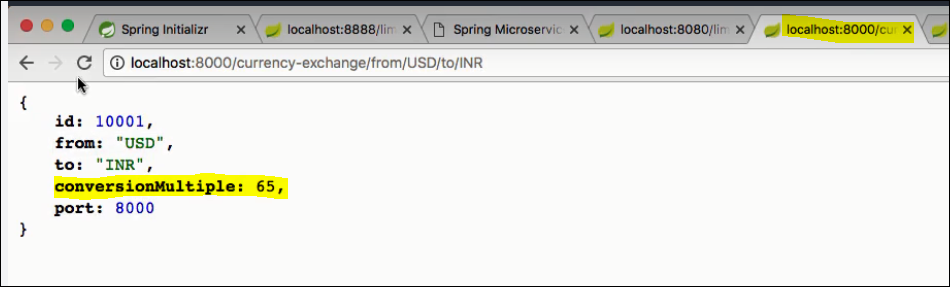 Spring Initializr
localhost:8888/lim
Spring Microservic
localhost:8080/lim
localhost:8000/cur
localhost:8000/currency-exchange/from/USD/to/INR
{
id: 10001,
from: "USD",
to: "INR",
conversionMultiple: 65,
port: 8000
}